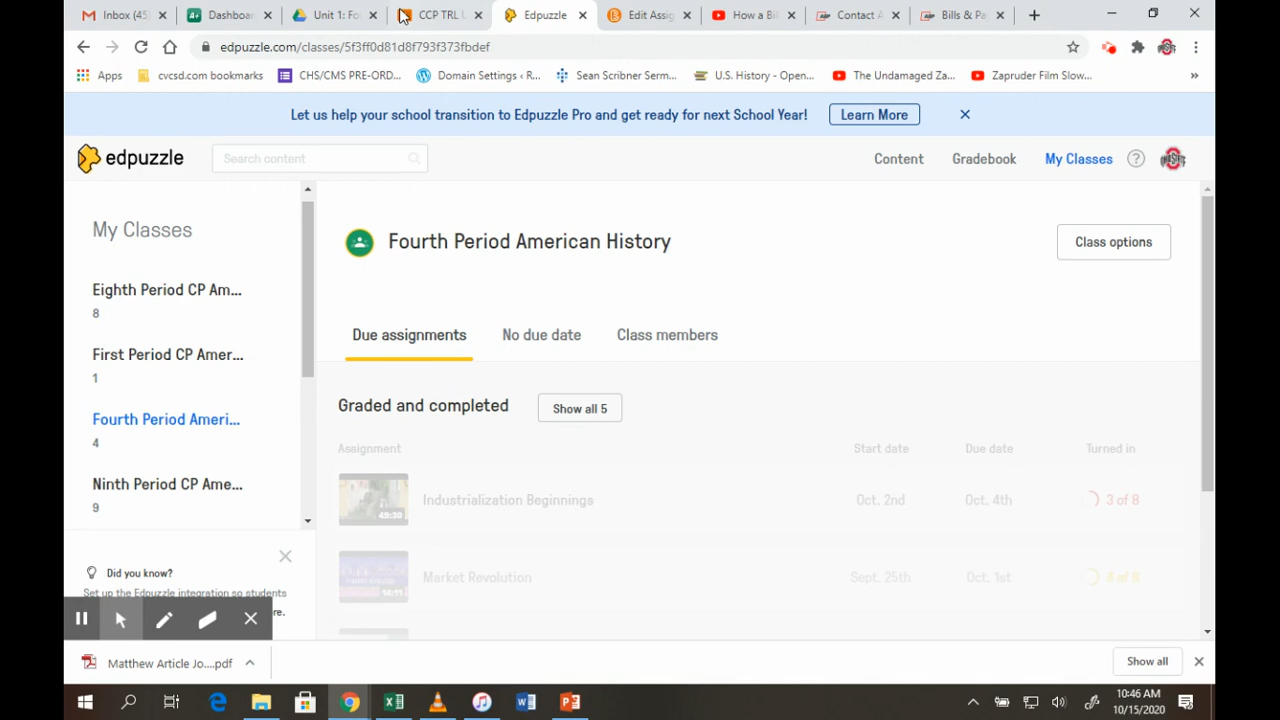 Inbox (45)
Dashboar
Unit 1: Fo
CCP TRL U
Edpuzzle
Edit Assig
How a Bil
Contact A
Bills & Pa
edpuzzle.com/classes/5f3ff0d81d8f793f373fbdef
Apps
cvcsd.com bookmarks
CHS/CMS PRE-ORD...
Domain Settings ‹ R...
Sean Scribner Serm...
U.S. History - Open...
The Undamaged Za...
Zapruder Film Slow...
»
Let us help your school transition to Edpuzzle Pro and get ready for next School Year!
Learn More
edpuzzle
Search content
Content
Gradebook
My Classes
?
My Classes
Eighth Period CP Am...
8
First Period CP Amer...
1
Fourth Period Ameri...
4
Ninth Period CP Ame...
9
Did you know?
Set up the Edpuzzle integration so students
re.
Fourth Period American History
Class options
Due assignments
No due date
Class members
Graded and completed
Show all 5
Assignment
Start date
Due date
Turned in
49:30
Industrialization Beginnings
Oct. 2nd
Oct. 4th
3 of 8
14:11
Market Revolution
Sept. 25th
Oct. 1st
Matthew Article Jo....pdf
Show all
10:46 AM
10/15/2020